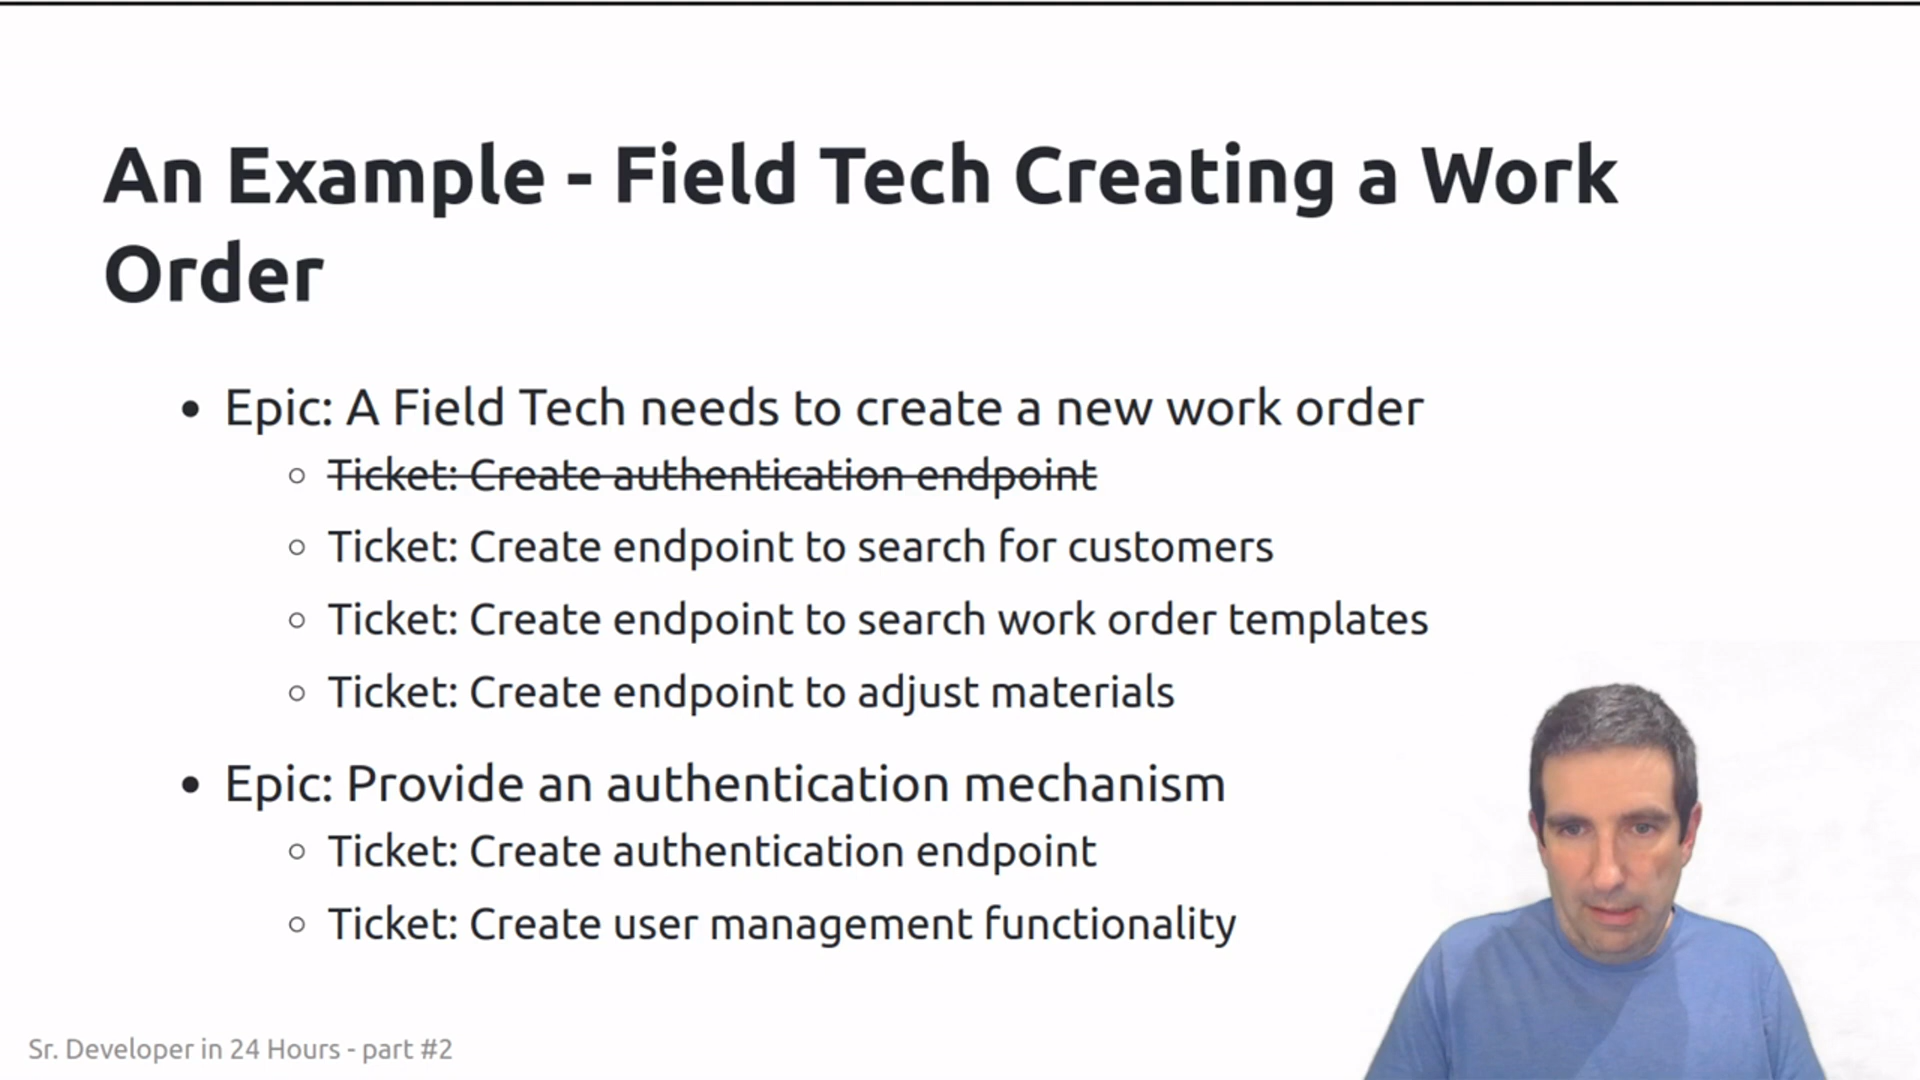 An Example - Field Tech Creating a Work
Order
Epic: A Field Tech needs to create a new work order
Ticket: Create authentication endpoint
Ticket: Create endpoint to search for customers
Ticket: Create endpoint to search work order templates
Ticket: Create endpoint to adjust materials
Epic: Provide an authentication mechanism
Ticket: Create authentication endpoint
Ticket: Create user management functionality
Sr. Developer in 24 Hours - part #2